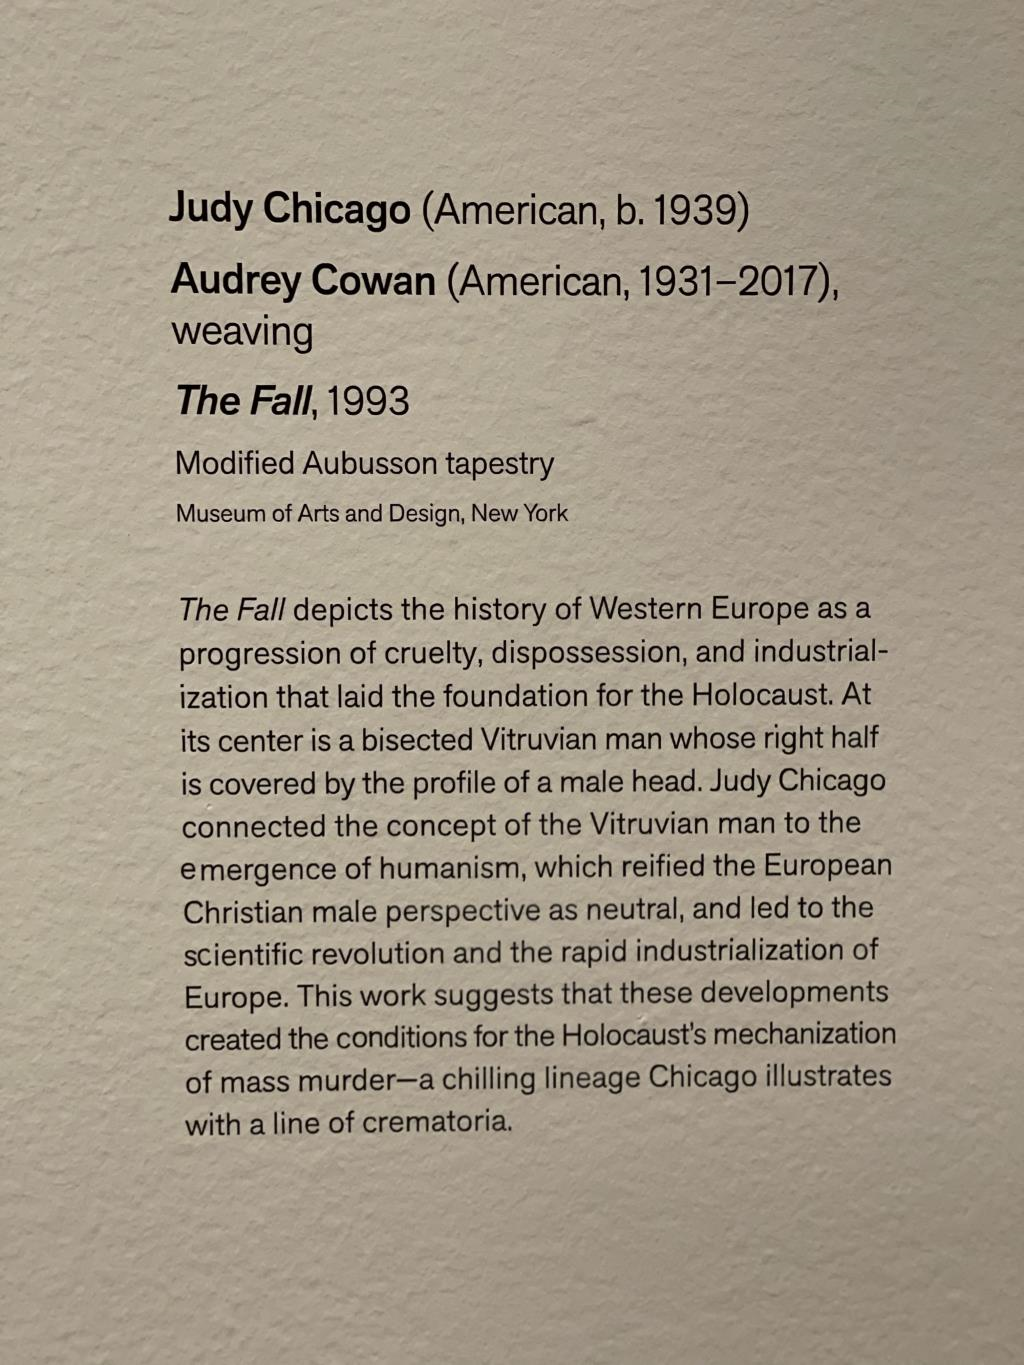 Judy Chicago (American, b. 1939)
Audrey Cowan (American, 1931–2017),
weaving
The Fall, 1993
Modified Aubusson tapestry
Museum of Arts and Design, New York
The Fall depicts the history of Western Europe as a
progression of cruelty, dispossession, and industrial-
ization that laid the foundation for the Holocaust. At
its center is a bisected Vitruvian man whose right half
is covered by the profile of a male head. Judy Chicago
connected the concept of the Vitruvian man to the
emergence of humanism, which reified the European
Christian male perspective as neutral, and led to the
scientific revolution and the rapid industrialization of
Europe. This work suggests that these developments
created the conditions for the Holocaust's mechanization
of mass murder—a chilling lineage Chicago illustrates
with a line of crematoria.